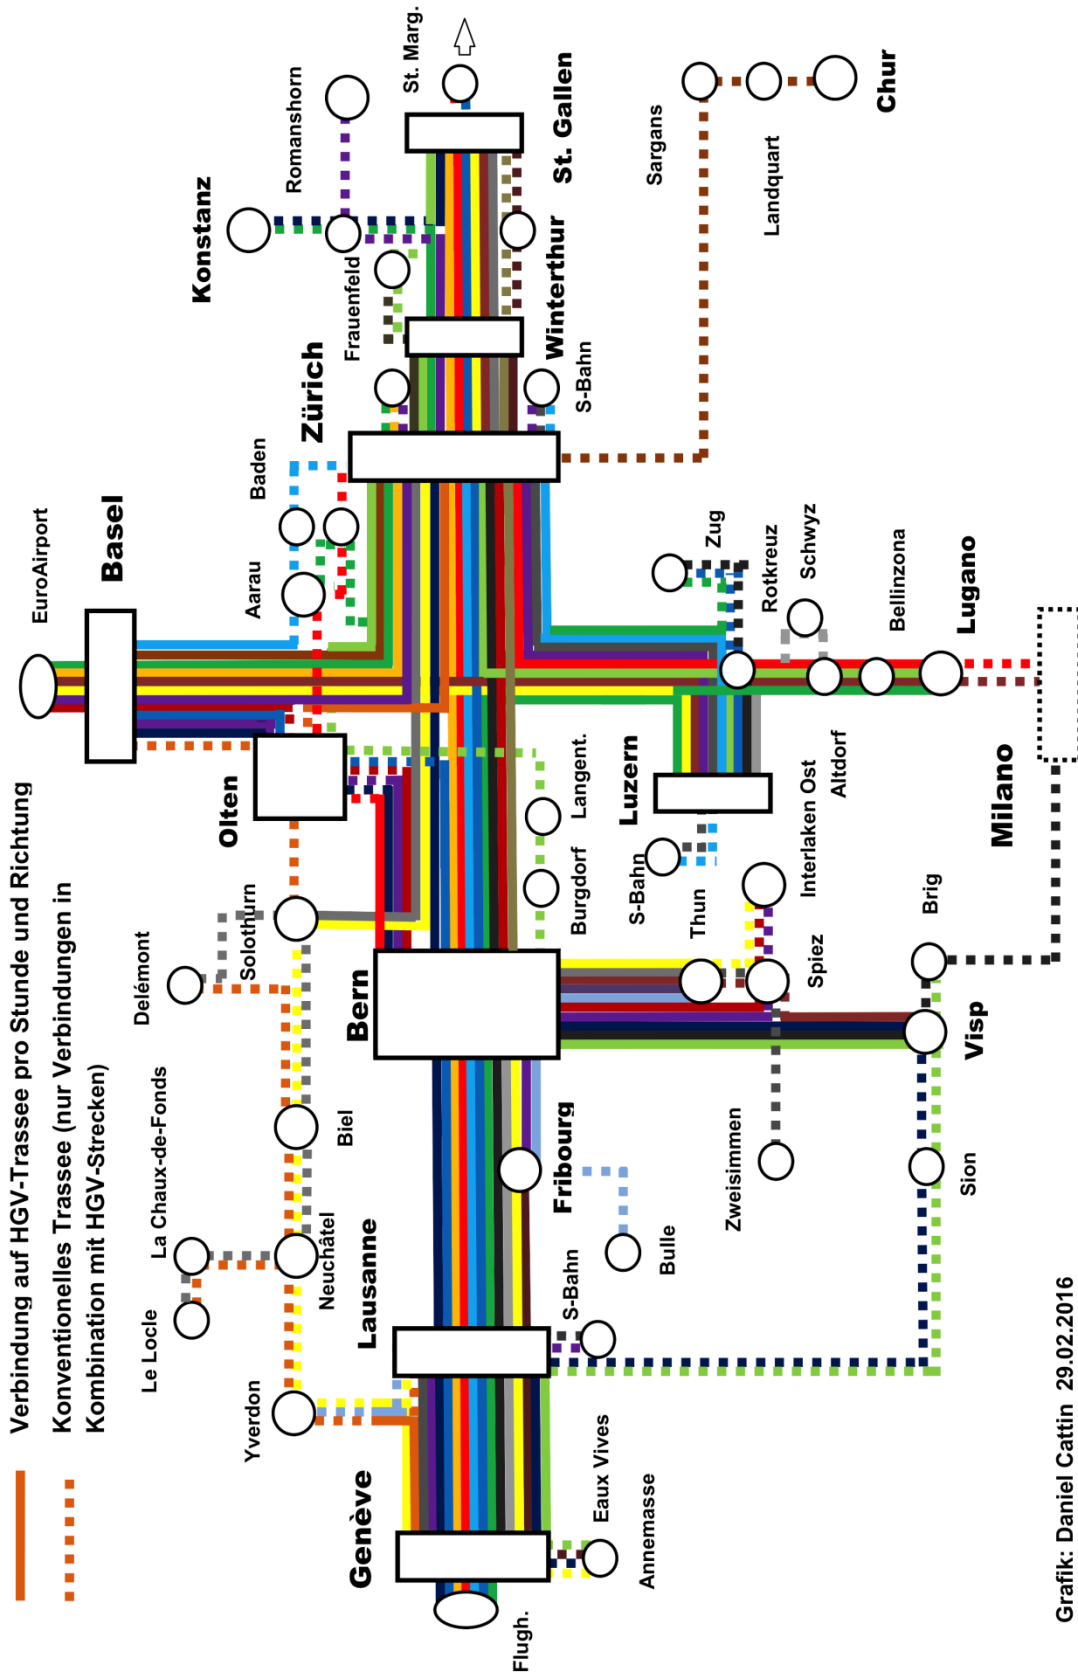 Verbindung auf HGV-Trassee pro Stunde und Richtung
Konventionelles Trassee (nur Verbindungen in
Kombination mit HGV-Strecken)
Le Locle
La Chaux-de-Fonds
Delémont
EuroAirport
Basel
Konstanz
Romanshorn
St. Marg.
Yverdon
Neuchâtel
Biel
Solothurn
Olten
Aarau
Baden
Zürich
Frauenfeld
Genève
Lausanne
Bern
Flugh.
Fribourg
Burgdorf
Langent.
S-Bahn
Winterthur
St. Gallen
Eaux Vives
Annemasse
S-Bahn
Bulle
S-Bahn
Luzern
Zug
Rotkreuz
Schwyz
Sargans
Landquart
Chur
Zweisimmen
Thun
Spiez
Interlaken Ost
Altdorf
Bellinzona
Lugano
Sion
Visp
Brig
Milano
Grafik: Daniel Cattin 29.02.2016